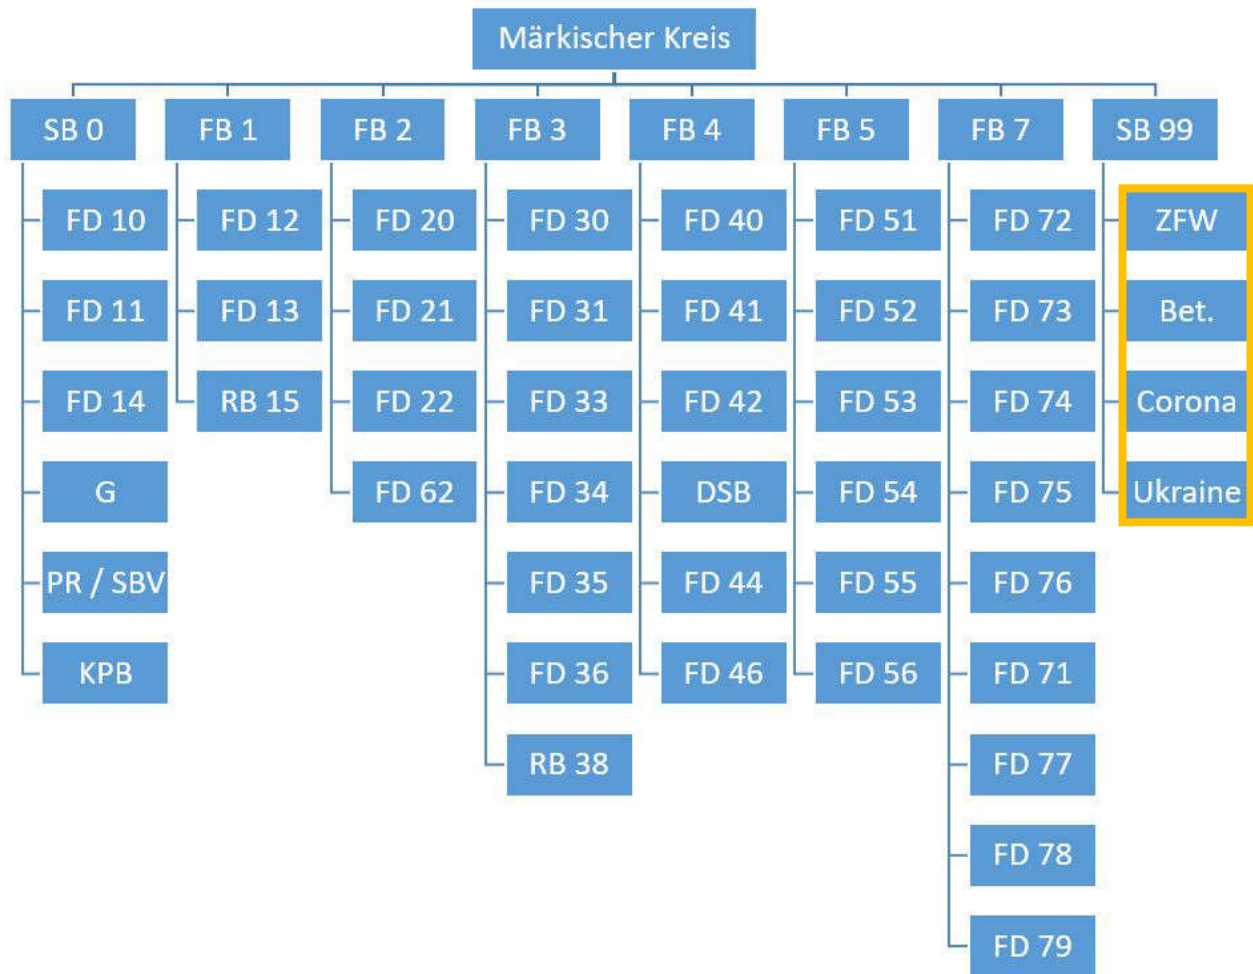 Märkischer Kreis
SB 0
FB 1
FB 2
FB 3
FB 4
FB 5
FB 7
SB 99
FD 10
FD 11
FD 14
G
PR / SBV
KPB
FD 12
FD 13
RB 15
FD 20
FD 21
FD 22
FD 62
FD 30
FD 31
FD 33
FD 34
FD 35
FD 36
RB 38
FD 40
FD 41
FD 42
DSB
FD 44
FD 46
FD 51
FD 52
FD 53
FD 54
FD 55
FD 56
FD 72
FD 73
FD 74
FD 75
FD 76
FD 71
FD 77
FD 78
FD 79
ZFW
Bet.
Corona
Ukraine